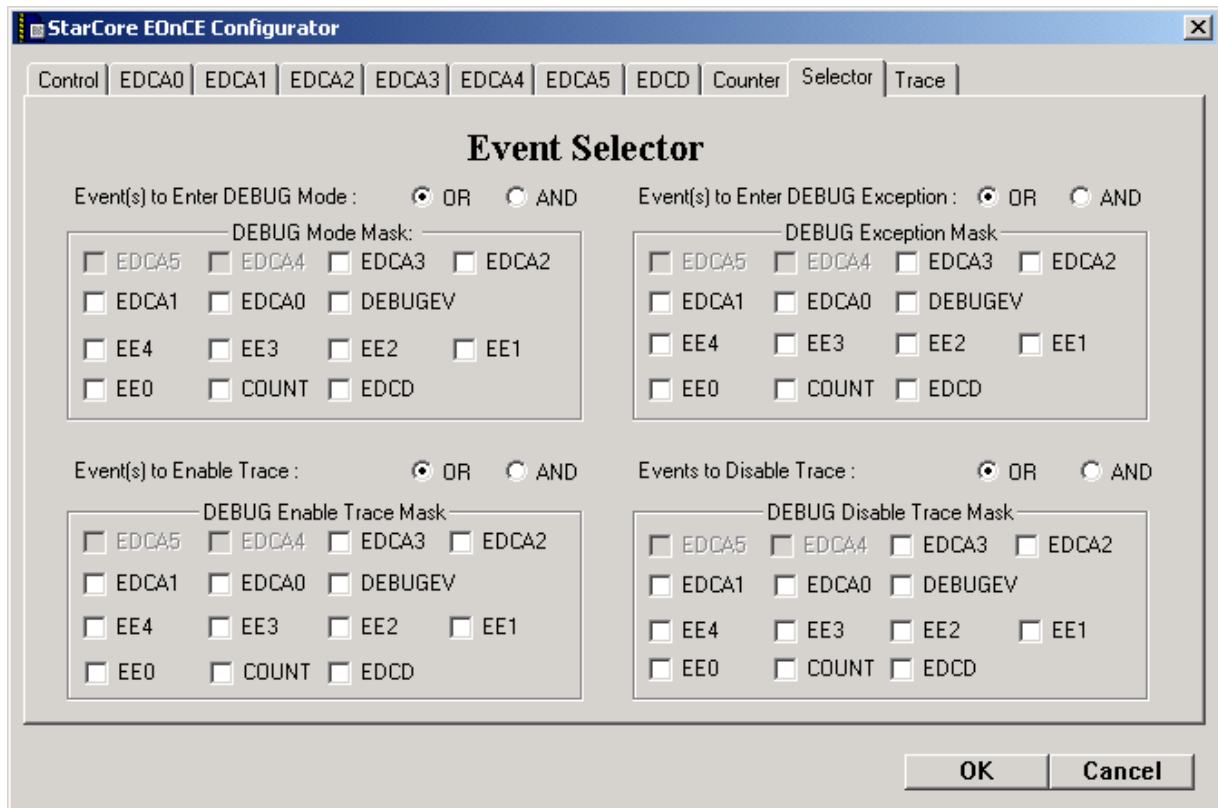 StarCore EOnCE Configurator
Control EDCA0 EDCA1 EDCA2 EDCA3 EDCA4 EDCA5 EDCD Counter Selector Trace
Event Selector
Event(s) to Enter DEBUG Mode : OR AND
DEBUG Mode Mask:
EDCA5 EDCA4 EDCA3 EDCA2
EDCA1 EDCA0 DEBUGEV
EE4 EE3 EE2 EE1
EE0 COUNT EDCD
Event(s) to Enter DEBUG Exception : OR AND
DEBUG Exception Mask
EDCA5 EDCA4 EDCA3 EDCA2
EDCA1 EDCA0 DEBUGEV
EE4 EE3 EE2 EE1
EE0 COUNT EDCD
Event(s) to Enable Trace : OR AND
DEBUG Enable Trace Mask
EDCA5 EDCA4 EDCA3 EDCA2
EDCA1 EDCA0 DEBUGEV
EE4 EE3 EE2 EE1
EE0 COUNT EDCD
Events to Disable Trace : OR AND
DEBUG Disable Trace Mask
EDCA5 EDCA4 EDCA3 EDCA2
EDCA1 EDCA0 DEBUGEV
EE4 EE3 EE2 EE1
EE0 COUNT EDCD
OK Cancel